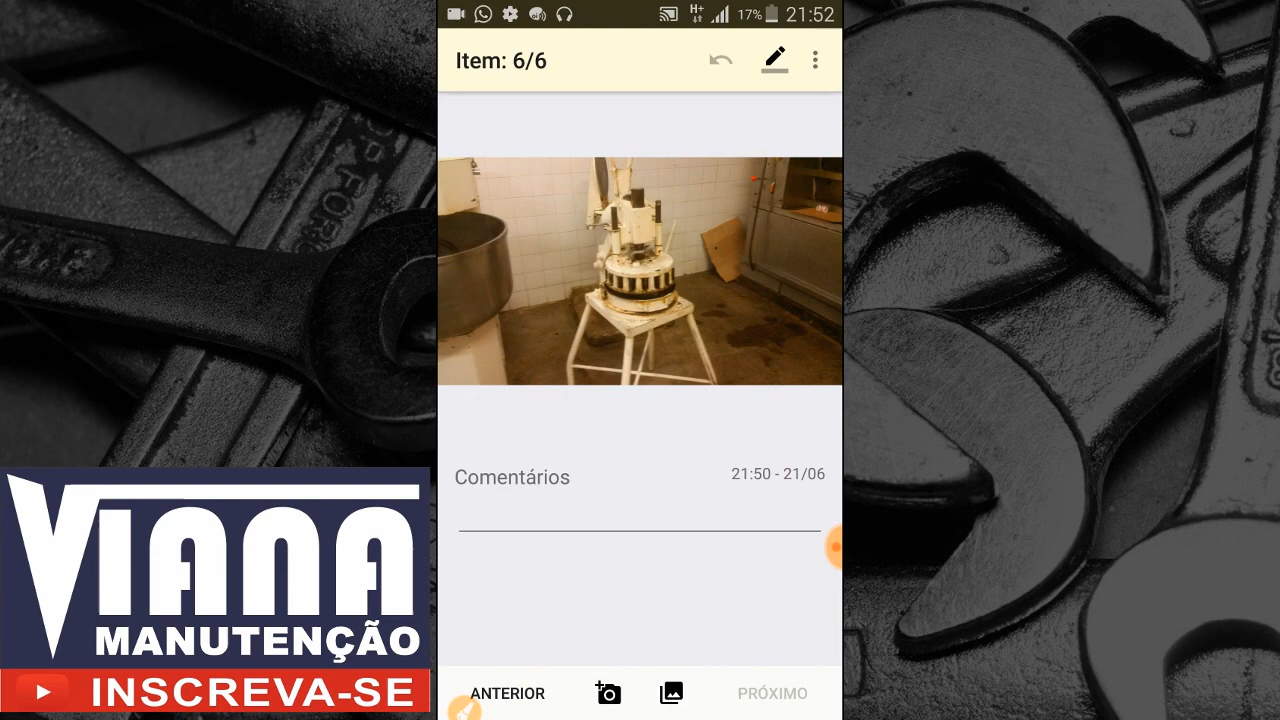 H+
17%
21:52
Item: 6/6
Comentários
21:50 - 21/06
ANTERIOR
PRÓXIMO
VIANA
MANUTENÇÃO
INSCREVA-SE